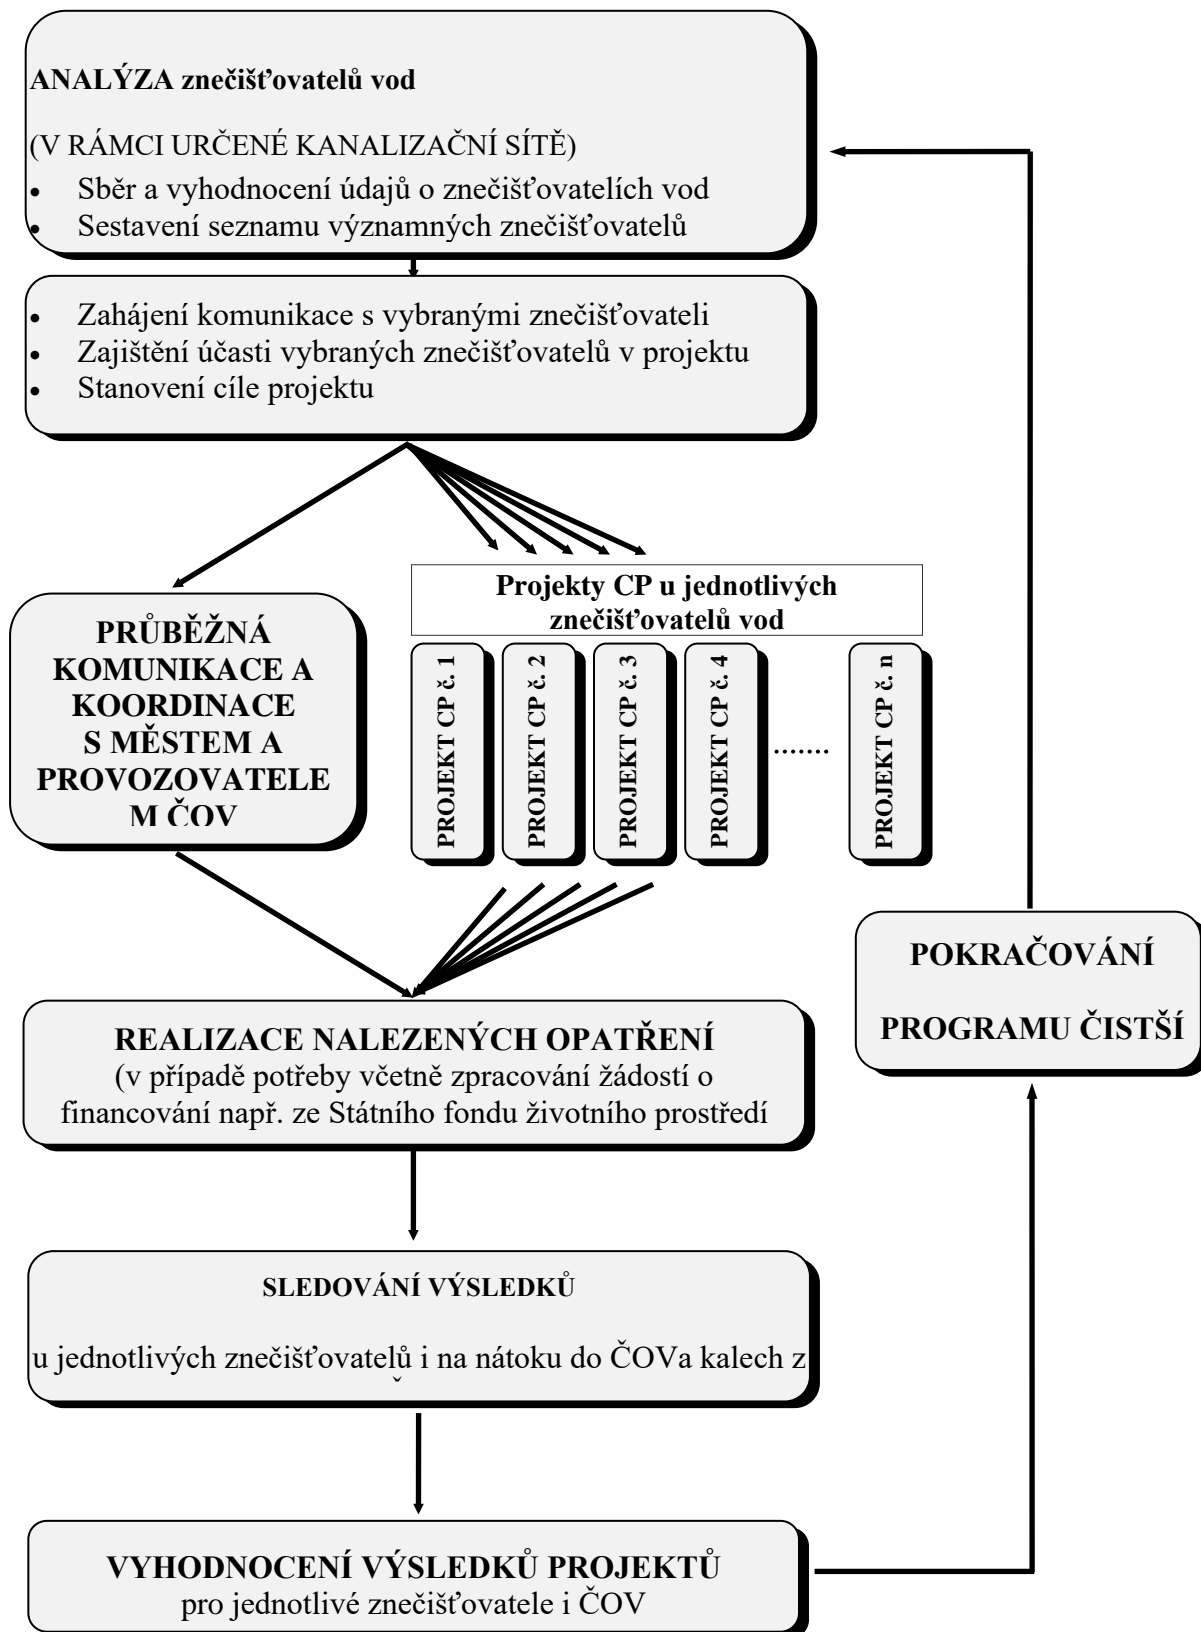 ANALÝZA znečišťovatelů vod
(V RÁMCI URČENÉ KANALIZAČNÍ SÍTĚ)
• Sběr a vyhodnocení údajů o znečišťovatelích vod
• Sestavení seznamu významných znečišťovatelů
• Zahájení komunikace s vybranými znečišťovateli
• Zajištění účasti vybraných znečišťovatelů v projektu
• Stanovení cíle projektu
PRŮBĚŽNÁ
KOMUNIKACE A
KOORDINACE
S MĚSTEM A
PROVOZOVATELE
M ČOV
Projekty CP u jednotlivých
znečišťovatelů vod
PROJEKT CP č. 1
PROJEKT CP č. 2
PROJEKT CP č. 3
PROJEKT CP č. 4
.......
PROJEKT CP č. n
POKRAČOVÁNÍ
PROGRAMU ČISTŠÍ
REALIZACE NALEZENÝCH OPATŘENÍ
(v případě potřeby včetně zpracování žádostí o
financování např. ze Státního fondu životního prostředí
SLEDOVÁNÍ VÝSLEDKŮ
u jednotlivých znečišťovatelů i na nátoku do ČOVa kalech z
VYHODNOCENÍ VÝSLEDKŮ PROJEKTŮ
pro jednotlivé znečišťovatele i ČOV